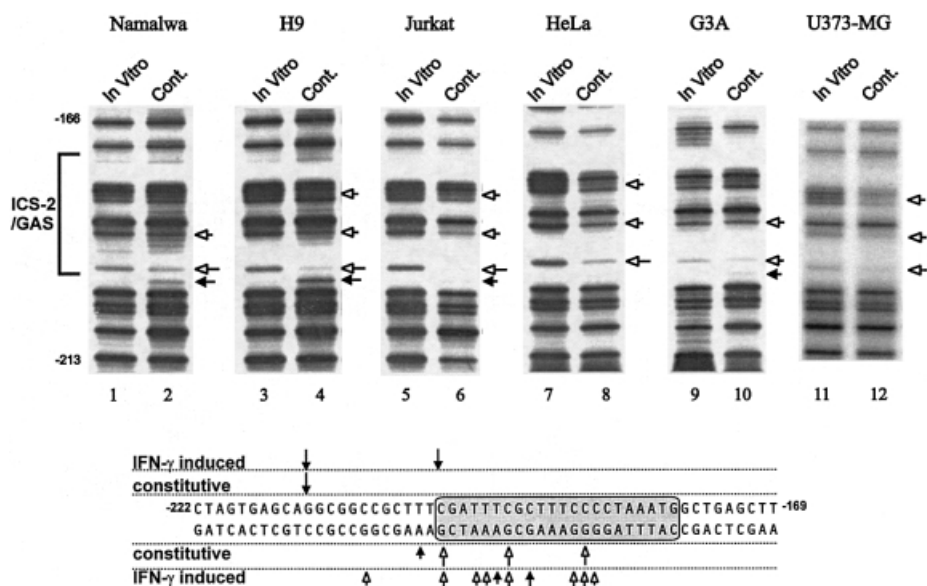 Namalwa H9 Jurkat HeLa G3A U373-MG
In Vitro Cont. In Vitro Cont. In Vitro Cont. In Vitro Cont. In Vitro Cont. In Vitro Cont.
-166
ICS-2
/GAS
-213
1 2 3 4 5 6 7 8 9 10 11 12
IFN-γ induced
constitutive
-222 CTAGTGAGCAGGCGGCCGCTTTCGATTTCGCTTTCCCCTAAATGGCTGAGCTT -169
GATCACTCGTCCGCCGGCGAAAGCTAAAGCGAAAGGGGATTTACCGACTCGAA
constitutive
IFN-γ induced